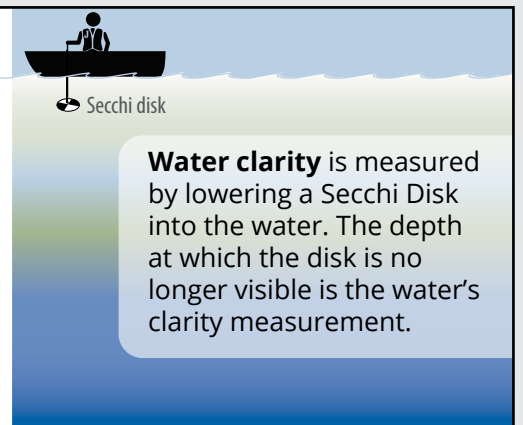 Secchi disk
Water clarity is measured
by lowering a Secchi Disk
into the water. The depth
at which the disk is no
longer visible is the water's
clarity measurement.